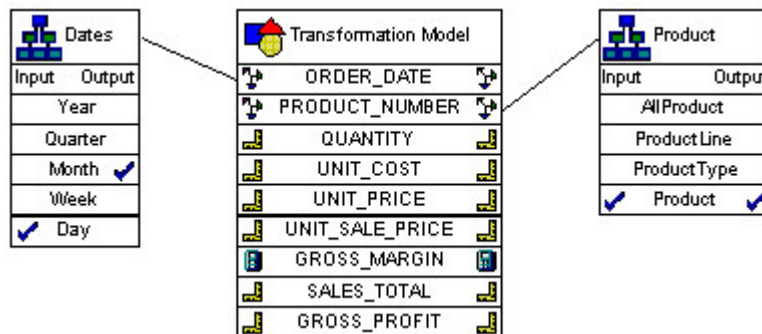 Dates
Input Output
Year
Quarter
Month
Week
Day
Transformation Model
ORDER_DATE
PRODUCT_NUMBER
QUANTITY
UNIT_COST
UNIT_PRICE
UNIT_SALE_PRICE
GROSS_MARGIN
SALES_TOTAL
GROSS_PROFIT
Product
Input Output
AllProduct
ProductLine
ProductType
Product